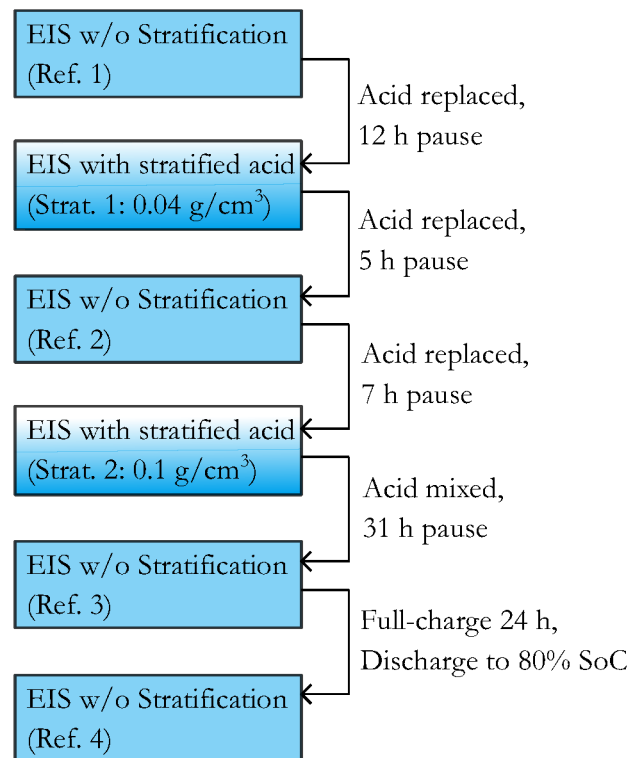 EIS w/o Stratification
(Ref. 1)
Acid replaced,
12 h pause
EIS with stratified acid
(Strat. 1: 0.04 g/cm³)
Acid replaced,
5 h pause
EIS w/o Stratification
(Ref. 2)
Acid replaced,
7 h pause
EIS with stratified acid
(Strat. 2: 0.1 g/cm³)
Acid mixed,
31 h pause
EIS w/o Stratification
(Ref. 3)
Full-charge 24 h,
Discharge to 80% SoC
EIS w/o Stratification
(Ref. 4)